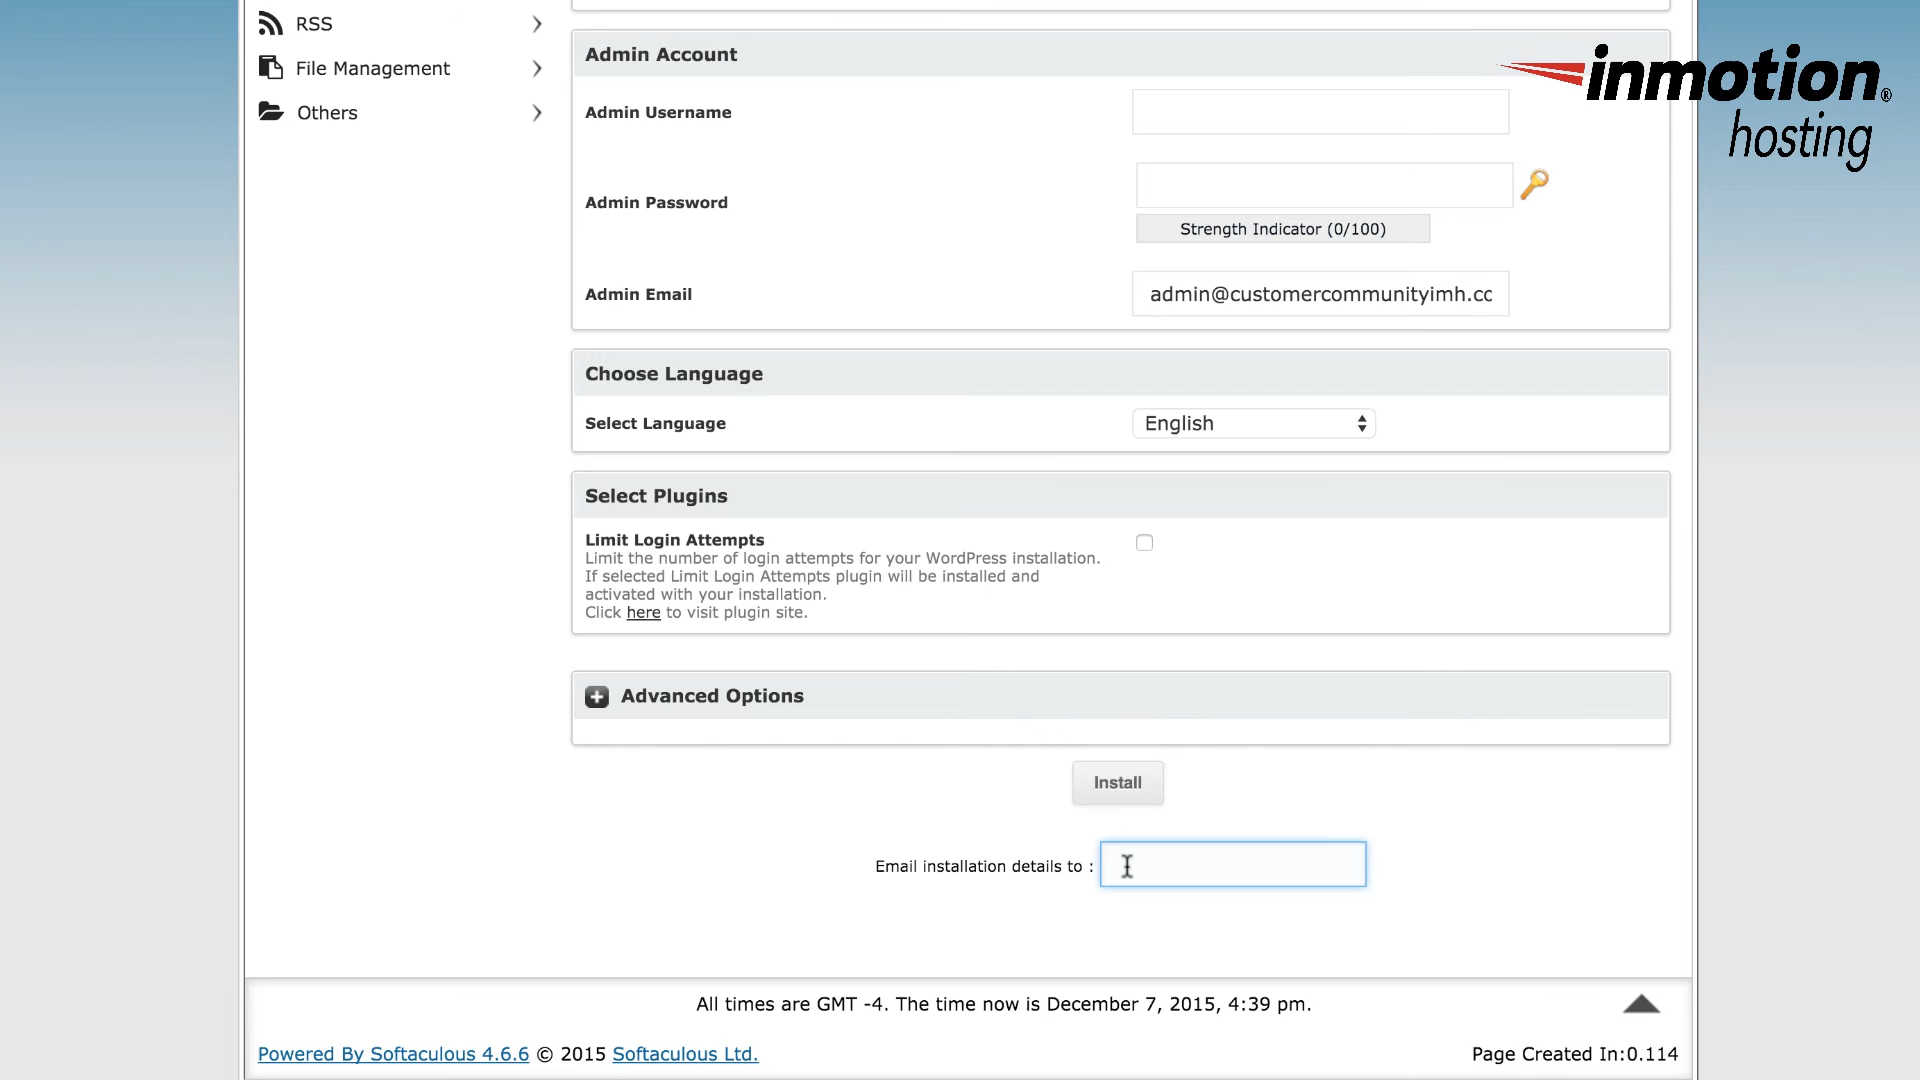 RSS
File Management
Others
Admin Account
inmotion®
hosting
Admin Username
Admin Password
Strength Indicator (0/100)
Admin Email
admin@customercommunityimh.cc
Choose Language
Select Language
English
Select Plugins
Limit Login Attempts
Limit the number of login attempts for your WordPress installation.
If selected Limit Login Attempts plugin will be installed and
activated with your installation.
Click here to visit plugin site.
Advanced Options
Install
Email installation details to :
All times are GMT -4. The time now is December 7, 2015, 4:39 pm.
Powered By Softaculous 4.6.6 © 2015 Softaculous Ltd.
Page Created In:0.114